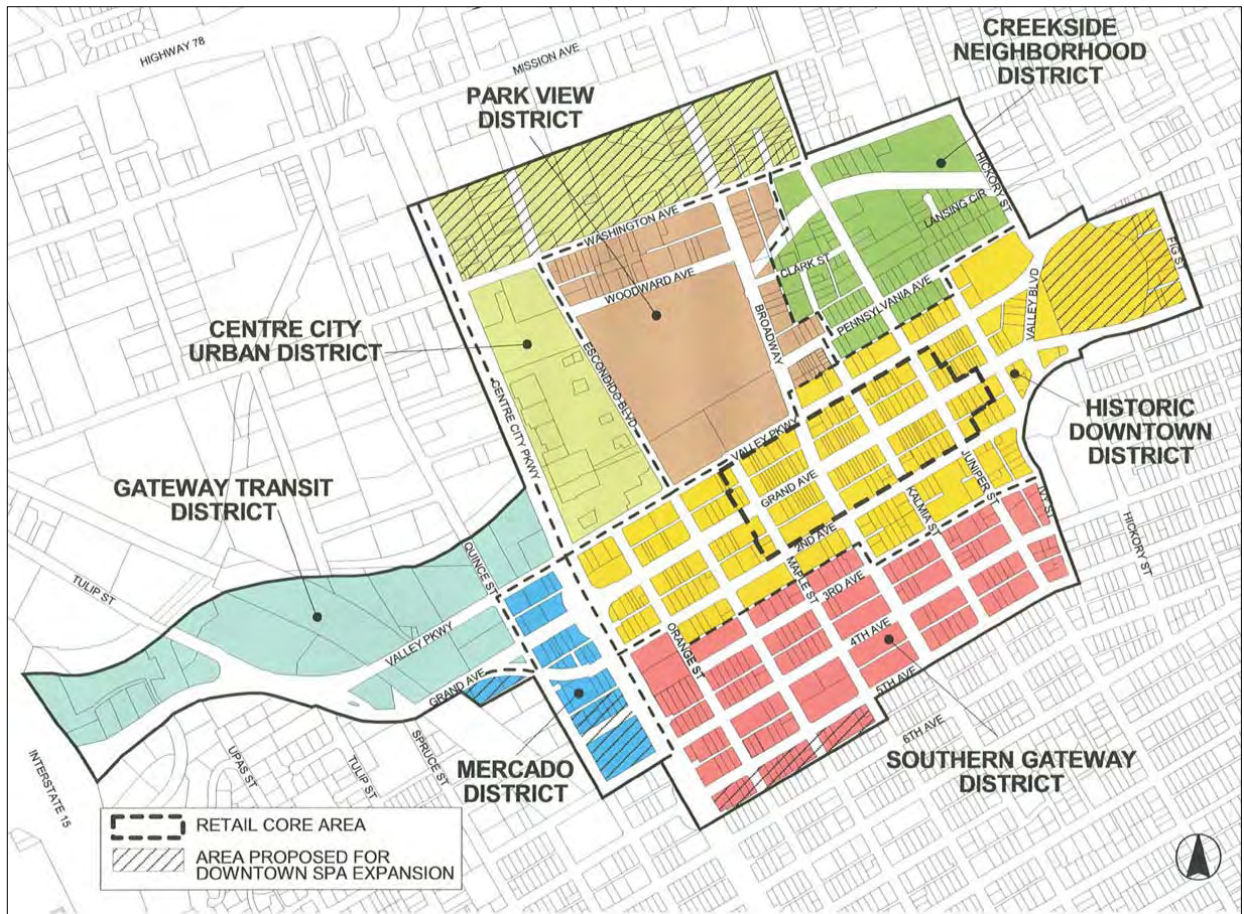 HIGHWAY 78
MISSION AVE
CREEKSIDE
NEIGHBORHOOD
DISTRICT
PARK VIEW
DISTRICT
HICKORY ST
LANSING CIR
WASHINGTON AVE
CLARK ST
WOODWARD AVE
PENNSYLVANIA AVE
FIG ST
VALLEY BLVD
BROADWAY
CENTRE CITY
URBAN DISTRICT
ESCONDIDO BLVD
CENTRE CITY PKWY
HISTORIC
DOWNTOWN
DISTRICT
VALLEY PKWY
GRAND AVE
JUNIPER ST
KALMIA ST
IVY ST
2ND AVE
HICKORY ST
GATEWAY TRANSIT
DISTRICT
QUINCE ST
MAPLE ST
3RD AVE
TULIP ST
VALLEY PKWY
ORANGE ST
4TH AVE
5TH AVE
GRAND AVE
6TH AVE
INTERSTATE 15
UPAS ST
TULIP ST
SPRUCE ST
MERCADO
DISTRICT
SOUTHERN GATEWAY
DISTRICT
RETAIL CORE AREA
AREA PROPOSED FOR
DOWNTOWN SPA EXPANSION